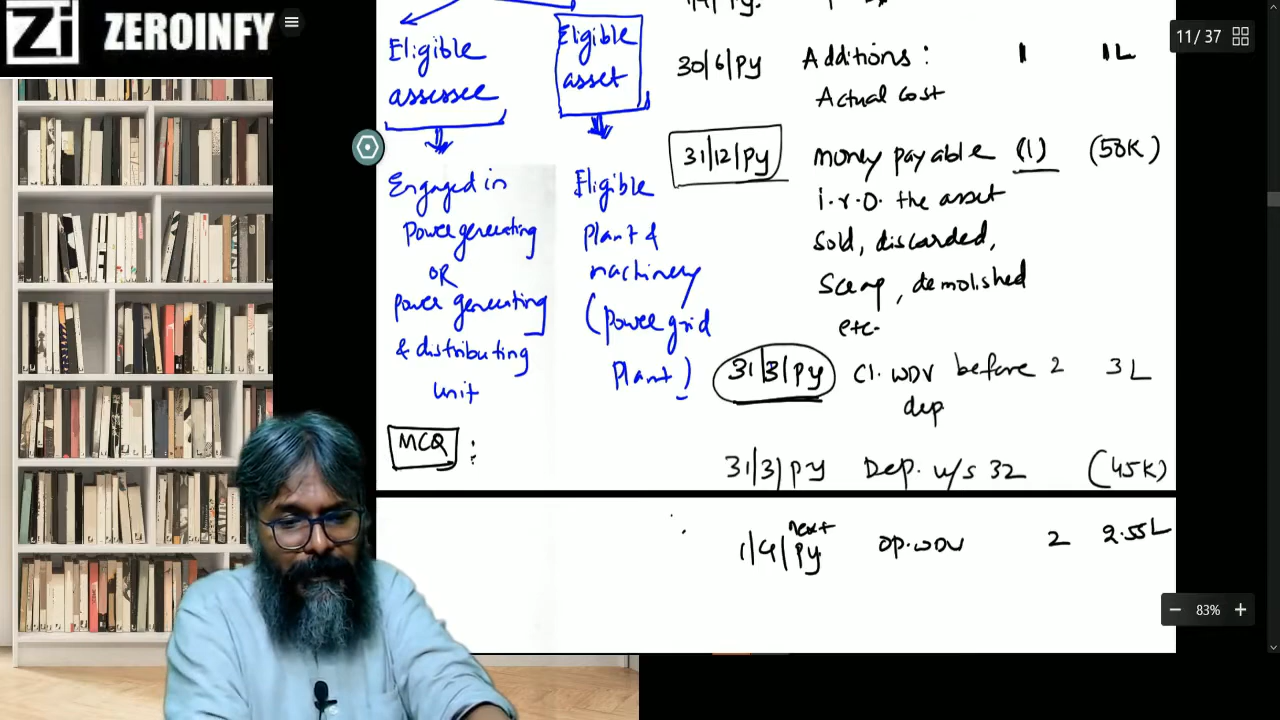 Zi ZEROINFY
11 / 37
Eligible
assessee
Eligible
asset
Engaged in
Power generating
OR
Power generating
& distributing
Unit
Eligible
Plant &
machinery
(Power grid
Plant)
MCQ :
30/6/Py Additions : 1 1L
Actual cost
31/12/Py money payable (1) (50K)
i.r.o. the asset
sold, discarded,
Scrap, demolished
etc.
31/3/Py Cl. WDV before 2 3L
dep
31/3/Py Dep. u/s 32 (45K)
next
1/4/Py op. WDV 2 2.55L
83%